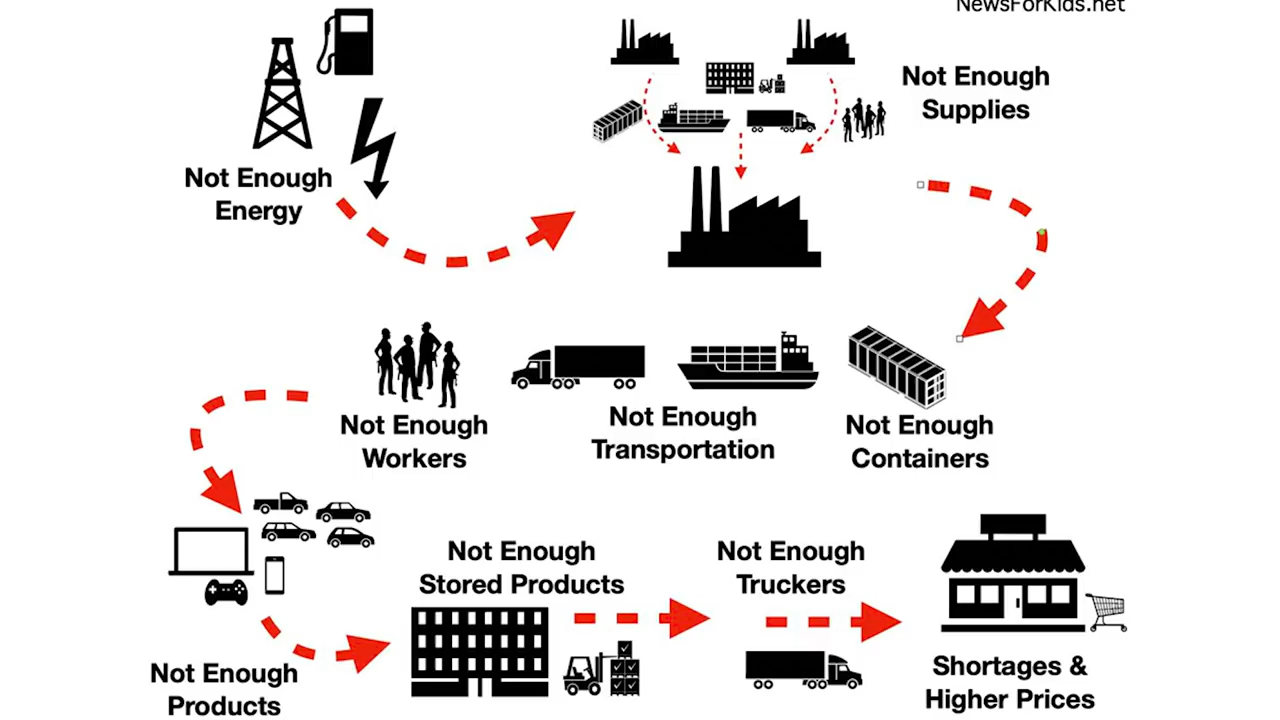 NewsForKids.net
Not Enough
Supplies
Not Enough
Energy
Not Enough
Workers
Not Enough
Transportation
Not Enough
Containers
Not Enough
Stored Products
Not Enough
Truckers
Not Enough
Products
Shortages &
Higher Prices